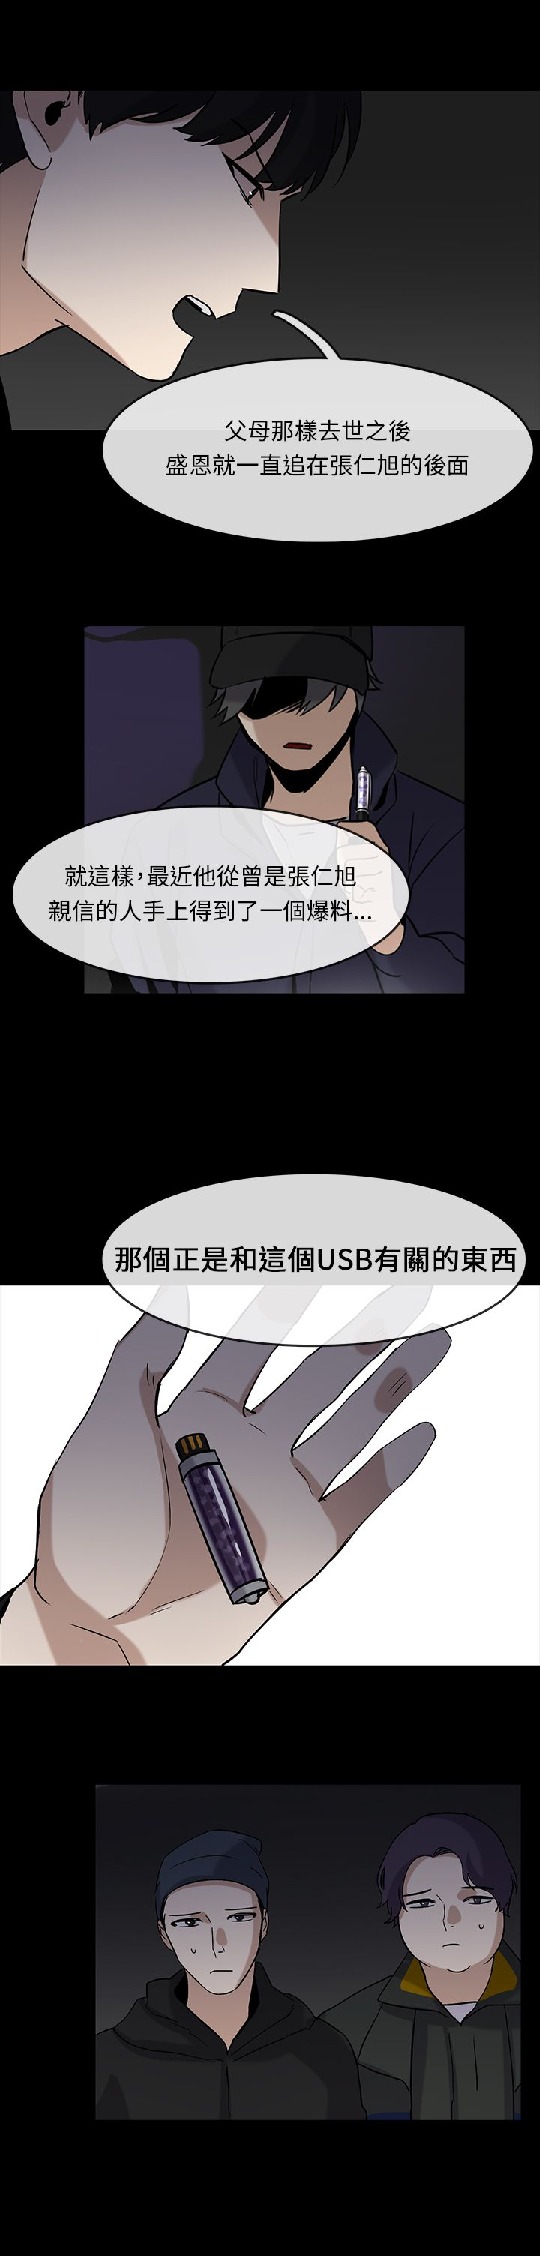 父母那樣去世之後
盛恩就一直追在張仁旭的後面
就這樣，最近他從曾是張仁旭
親信的人手上得到了一個爆料...
那個正是和這個USB有關的東西